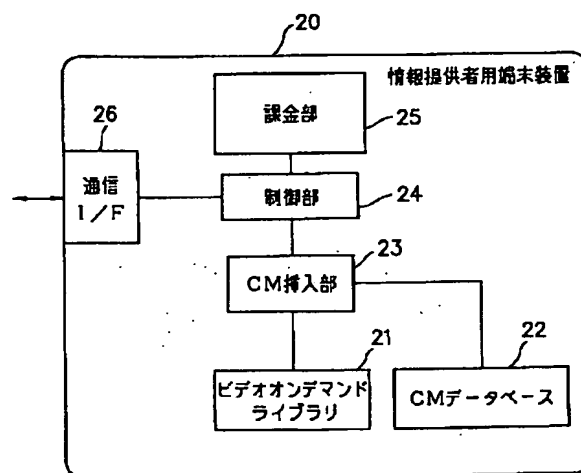 20
情報提供者用端末装置
26
課金部
25
通信
I/F
制御部
24
23
CM挿入部
21
22
ビデオオンデマンド
ライブラリ
CMデータベース